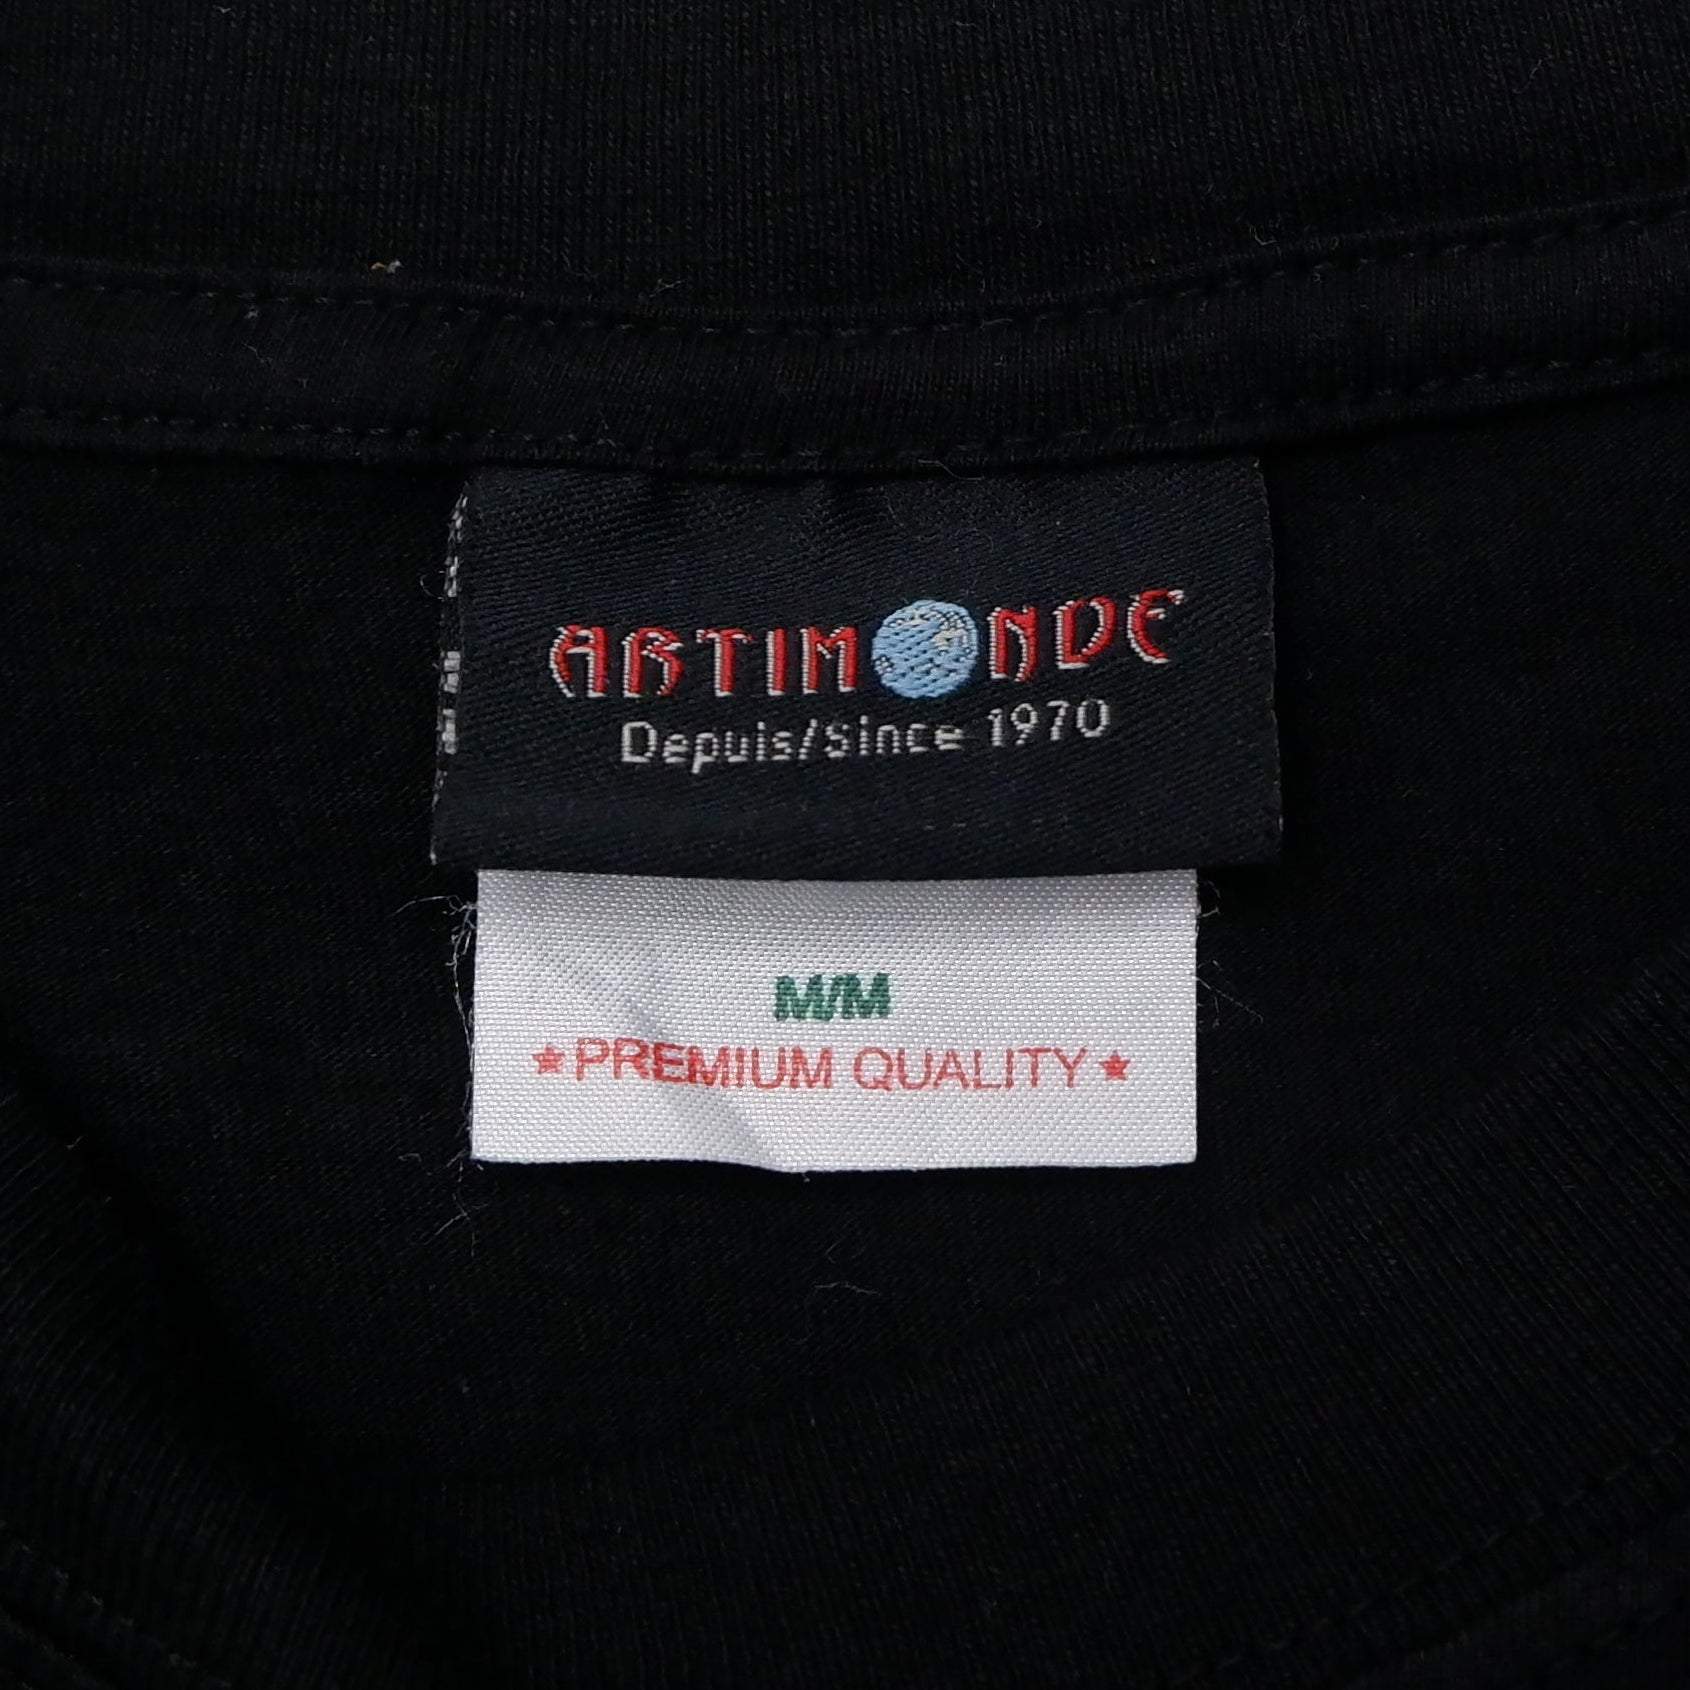 ARTIMONDE
Depuis/Since 1970
M/M
★PREMIUM QUALITY★